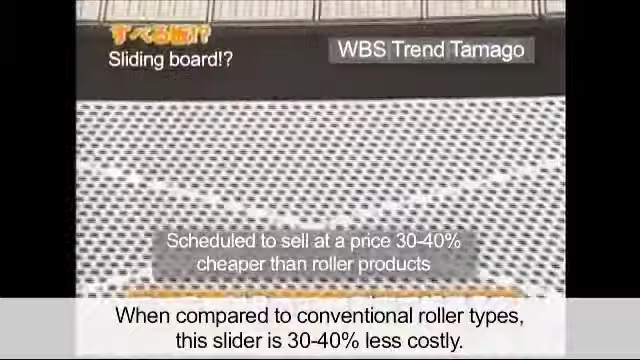 すべる板!?
Sliding board!?
WBS Trend Tamago
Scheduled to sell at a price 30-40%
cheaper than roller products
When compared to conventional roller types,
this slider is 30-40% less costly.